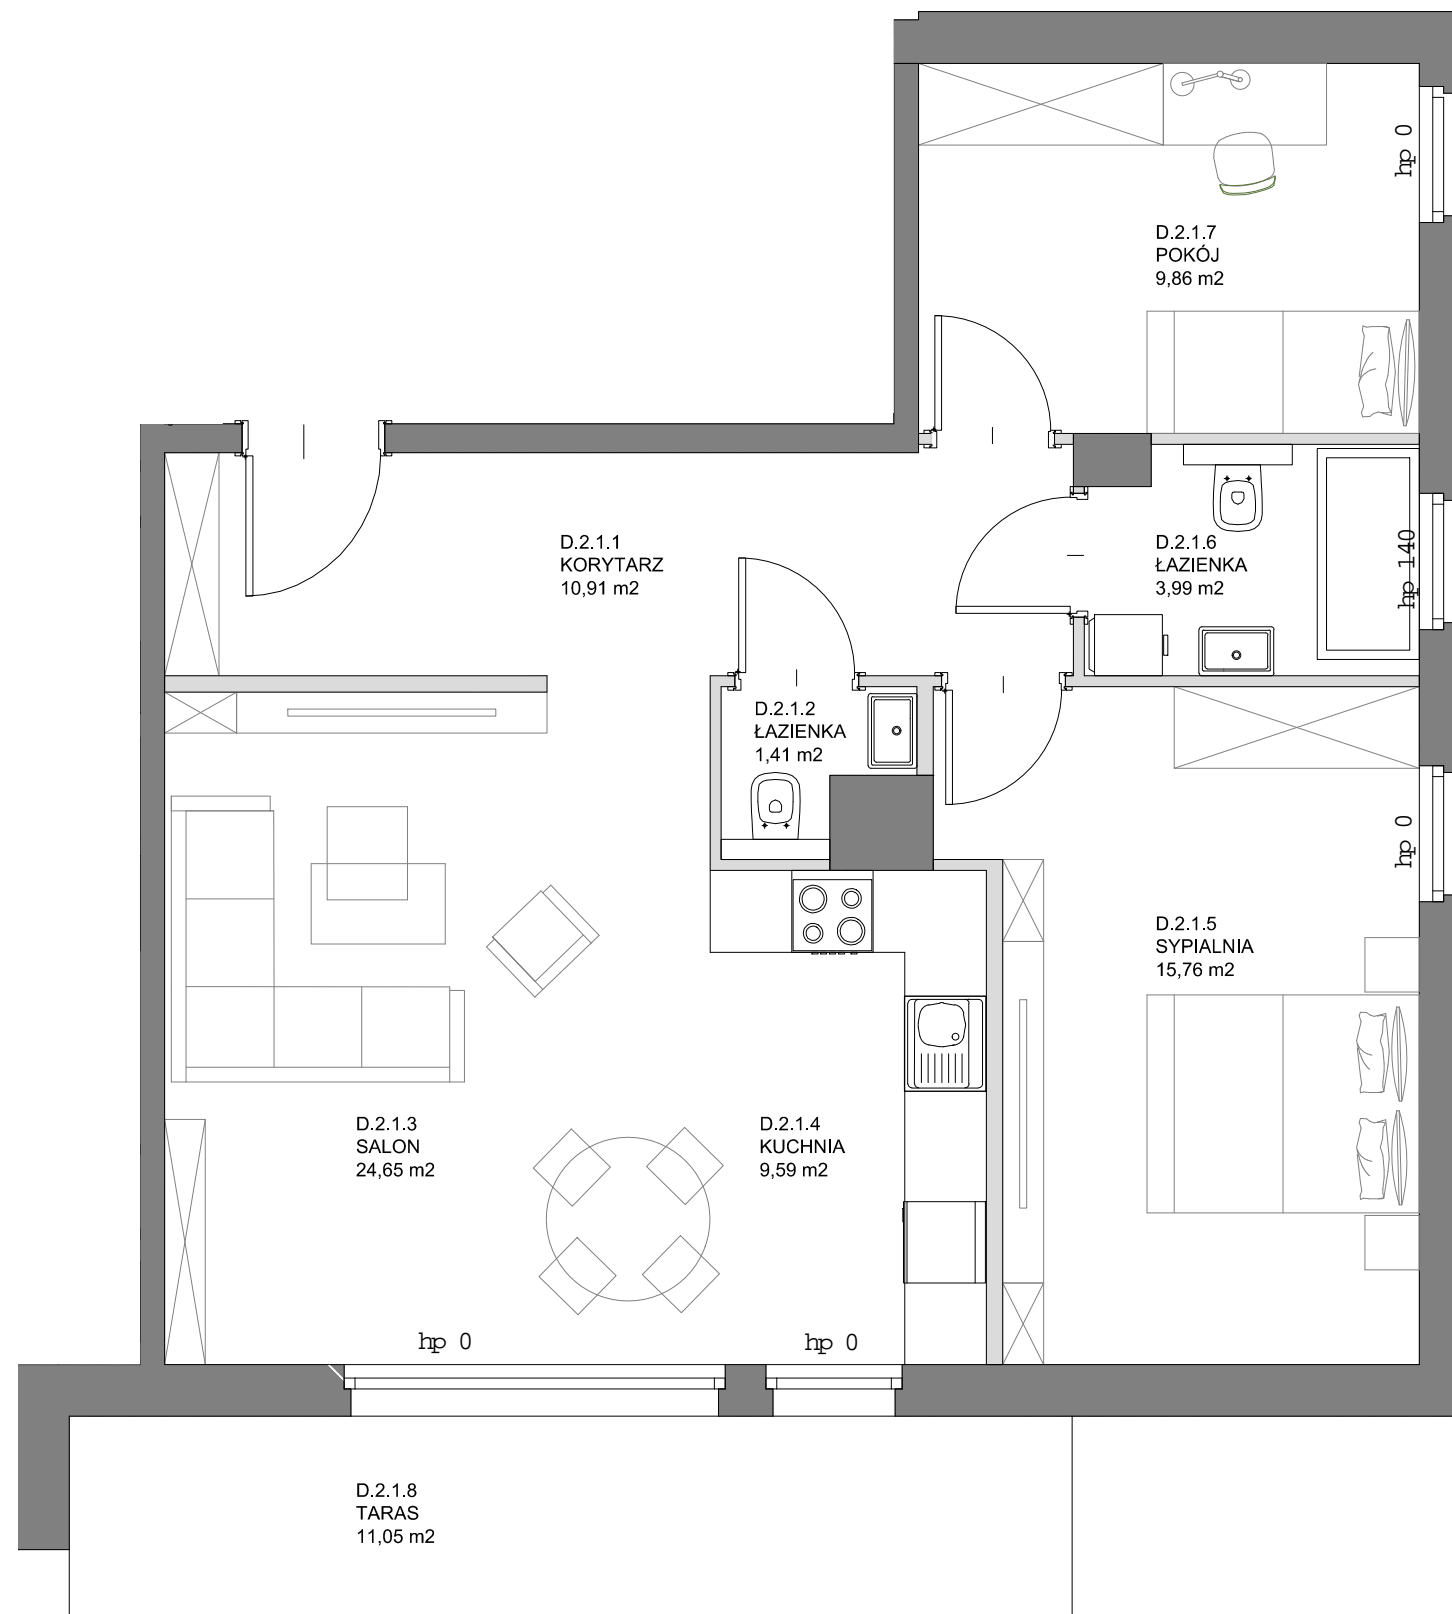 hp 0
D.2.1.7
POKÓJ
9,86 m2
D.2.1.1
KORYTARZ
10,91 m2
D.2.1.6
ŁAZIENKA
3,99 m2
hp 140
D.2.1.2
ŁAZIENKA
1,41 m2
hp 0
D.2.1.5
SYPIALNIA
15,76 m2
D.2.1.3
SALON
24,65 m2
D.2.1.4
KUCHNIA
9,59 m2
hp 0
hp 0
D.2.1.8
TARAS
11,05 m2